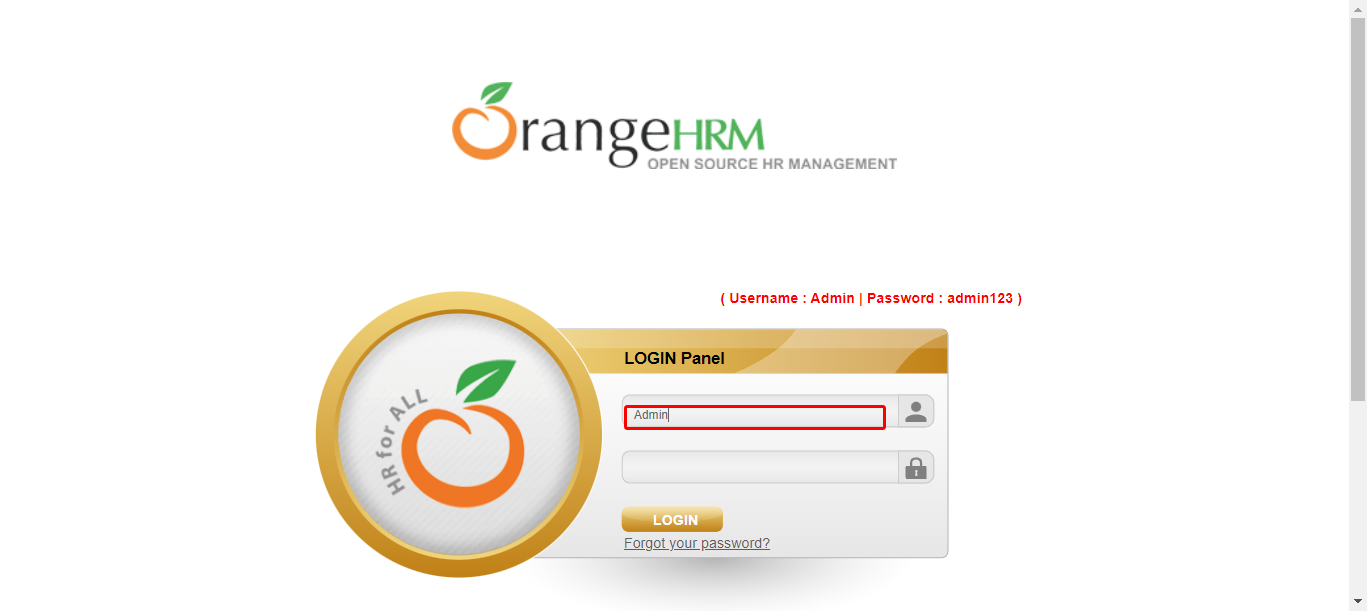 OrangeHRM
OPEN SOURCE HR MANAGEMENT
( Username : Admin | Password : admin123 )
LOGIN Panel
HR for ALL
Admin
LOGIN
Forgot your password?